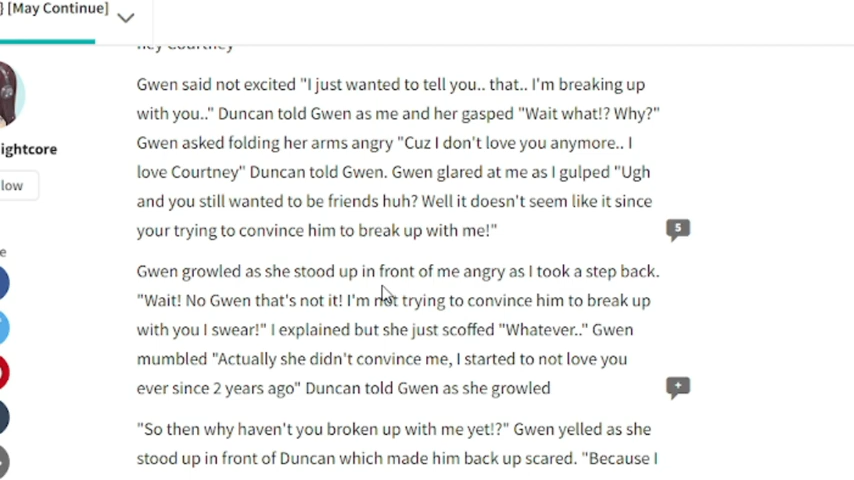 } [May Continue]
ney Courtney
Gwen said not excited "I just wanted to tell you.. that.. I'm breaking up
with you.." Duncan told Gwen as me and her gasped "Wait what!? Why?"
Gwen asked folding her arms angry "Cuz I don't love you anymore.. I
ightcore
love Courtney" Duncan told Gwen. Gwen glared at me as I gulped "Ugh
low
and you still wanted to be friends huh? Well it doesn't seem like it since
your trying to convince him to break up with me!"
5
e
Gwen growled as she stood up in front of me angry as I took a step back.
"Wait! No Gwen that's not it! I'm not trying to convince him to break up
with you I swear!" I explained but she just scoffed "Whatever.." Gwen
mumbled "Actually she didn't convince me, I started to not love you
ever since 2 years ago" Duncan told Gwen as she growled
+
"So then why haven't you broken up with me yet!?" Gwen yelled as she
stood up in front of Duncan which made him back up scared. "Because I